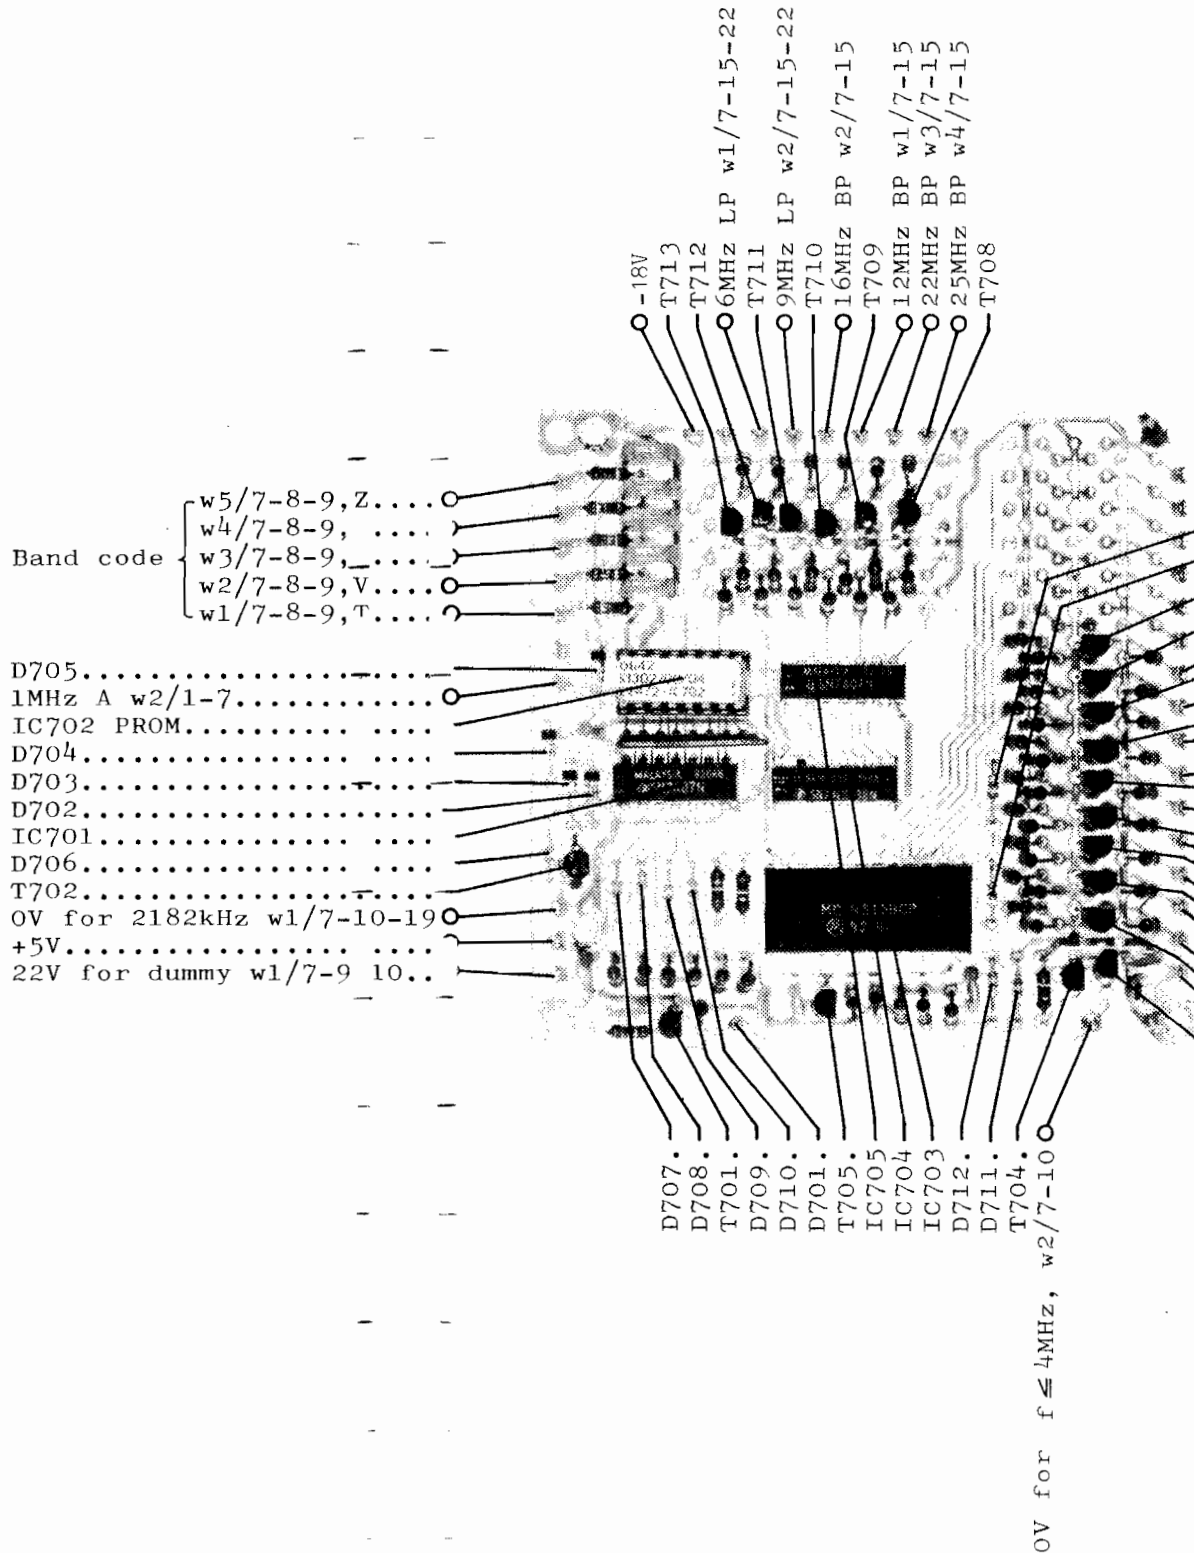 -18V
T713
T712
6MHz LP w1/7-15-22
T711
9MHz LP w2/7-15-22
T710
16MHz BP w2/7-15
T709
12MHz BP w1/7-15
22MHz BP w3/7-15
25MHz BP w4/7-15
T708
Band code
w5/7-8-9,Z....
w4/7-8-9, ....
w3/7-8-9, ....
w2/7-8-9,V....
w1/7-8-9,T....
D705......................
1MHz A w2/1-7.............
IC702 PROM................
D704......................
D703......................
D702......................
IC701.....................
D706......................
T702......................
0V for 2182kHz w1/7-10-19
+5V.......................
22V for dummy w1/7-9 10..
D707.
D708.
T701.
D709.
D710.
D701.
T705.
IC705
IC704
IC703
D712.
D711.
T704.
0V for f ≤ 4MHz, w2/7-10